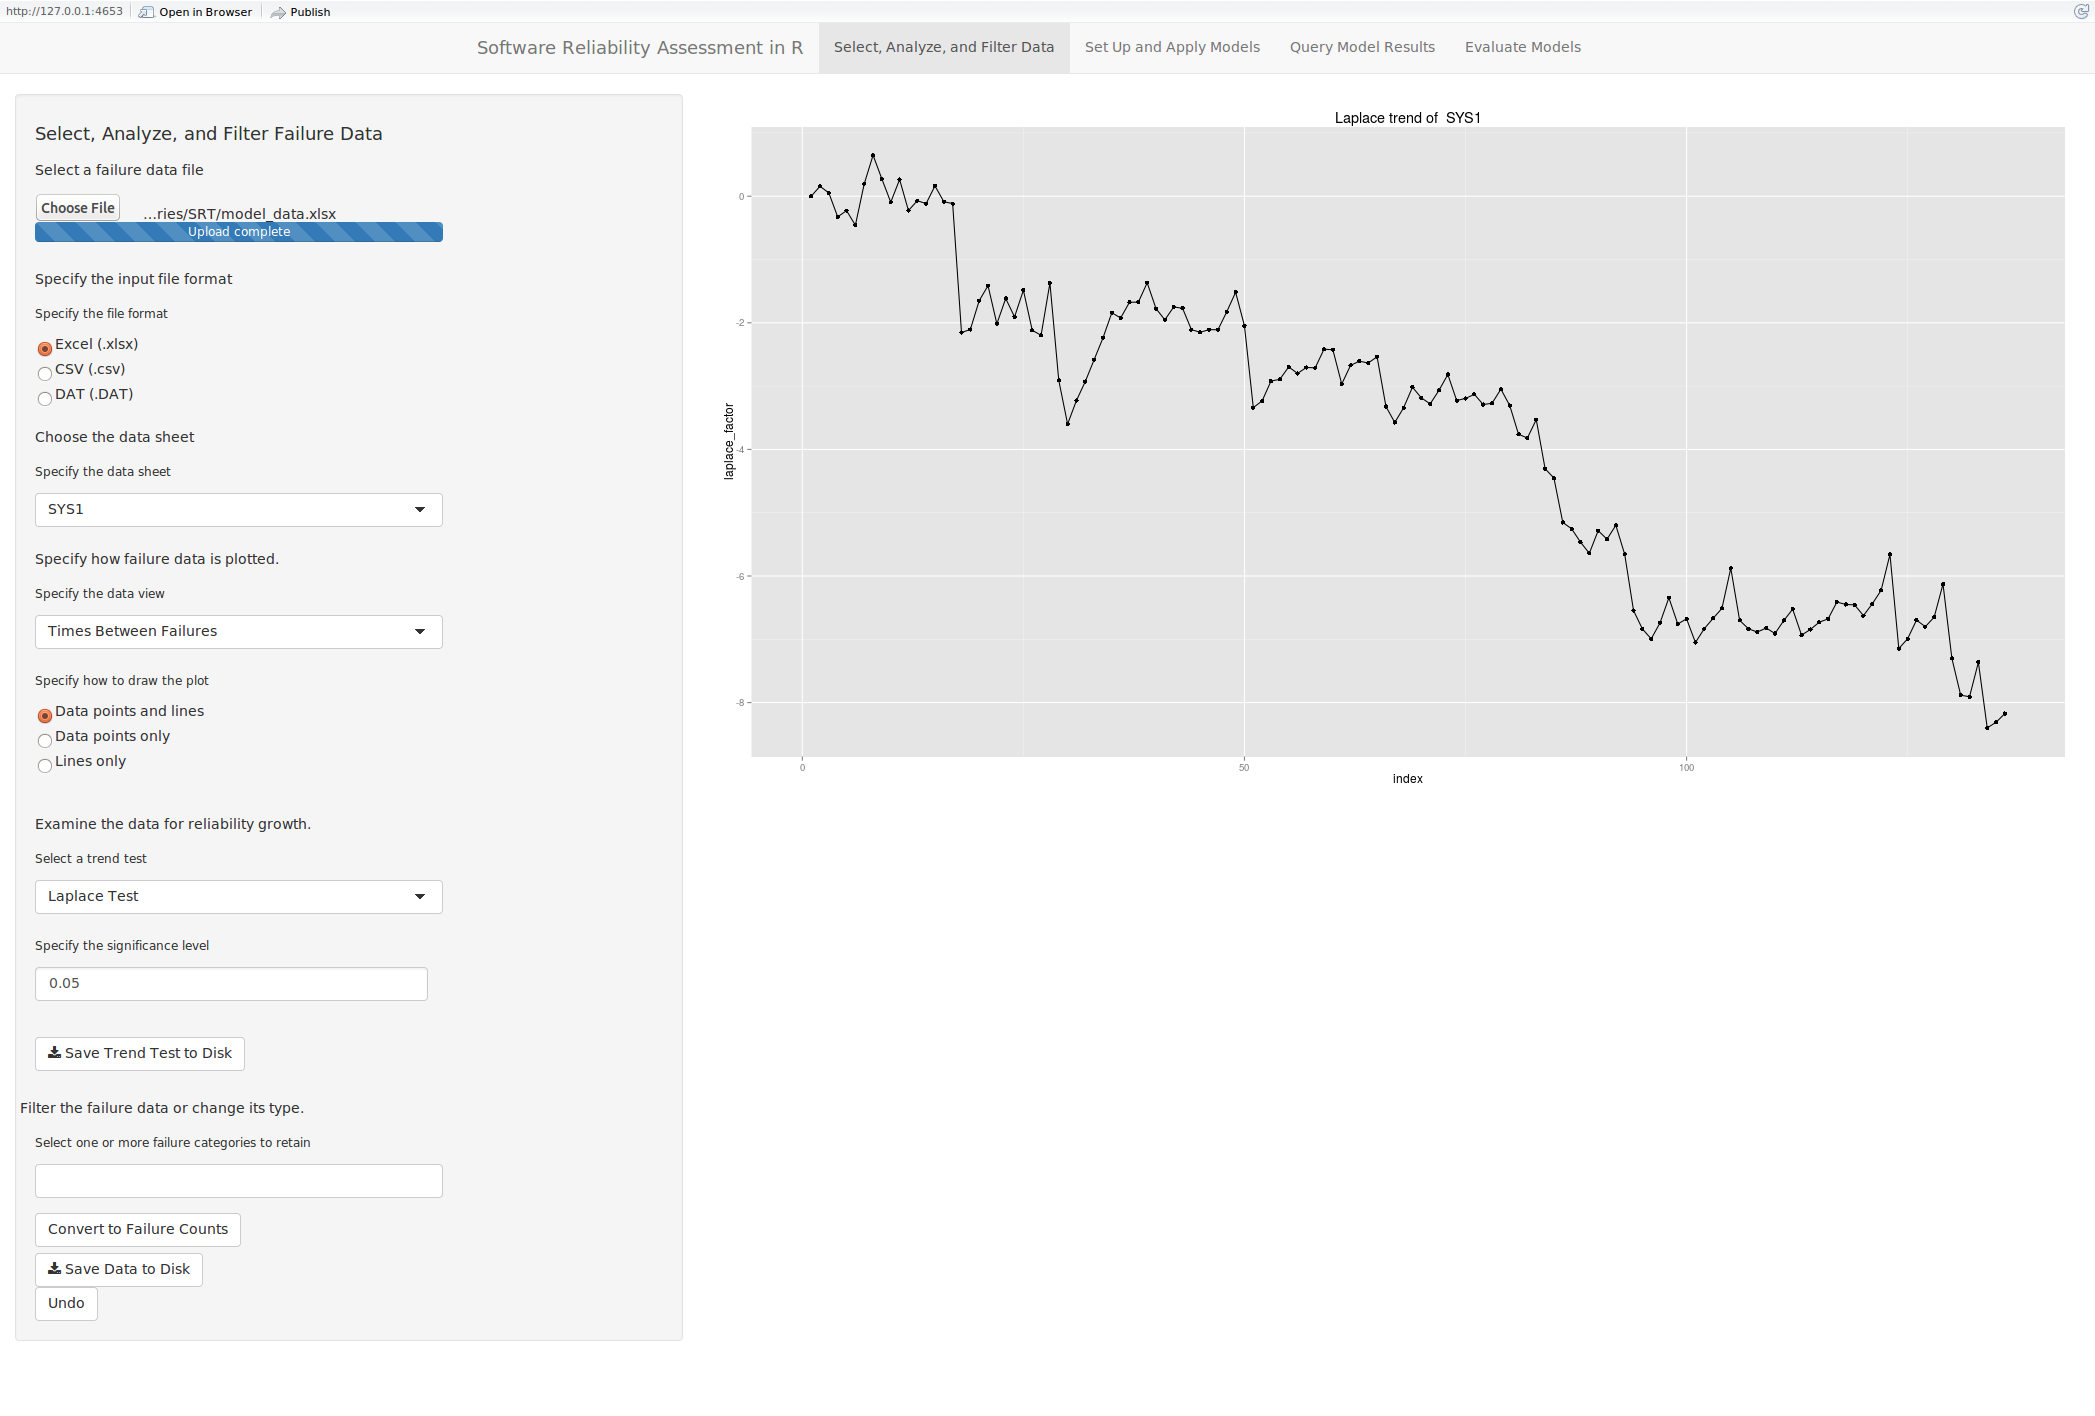 http://127.0.0.1:4653 Open in Browser Publish
Software Reliability Assessment in R Select, Analyze, and Filter Data Set Up and Apply Models Query Model Results Evaluate Models
Select, Analyze, and Filter Failure Data
Select a failure data file
Choose File ...ries/SRT/model_data.xlsx
Upload complete
Specify the input file format
Specify the file format
Excel (.xlsx)
CSV (.csv)
DAT (.DAT)
Choose the data sheet
Specify the data sheet
SYS1
Specify how failure data is plotted.
Specify the data view
Times Between Failures
Specify how to draw the plot
Data points and lines
Data points only
Lines only
Examine the data for reliability growth.
Select a trend test
Laplace Test
Specify the significance level
0.05
Save Trend Test to Disk
Filter the failure data or change its type.
Select one or more failure categories to retain
Convert to Failure Counts
Save Data to Disk
Undo
Laplace trend of SYS1
laplace_factor
0
-2
-4
-6
-8
0 50 100
index